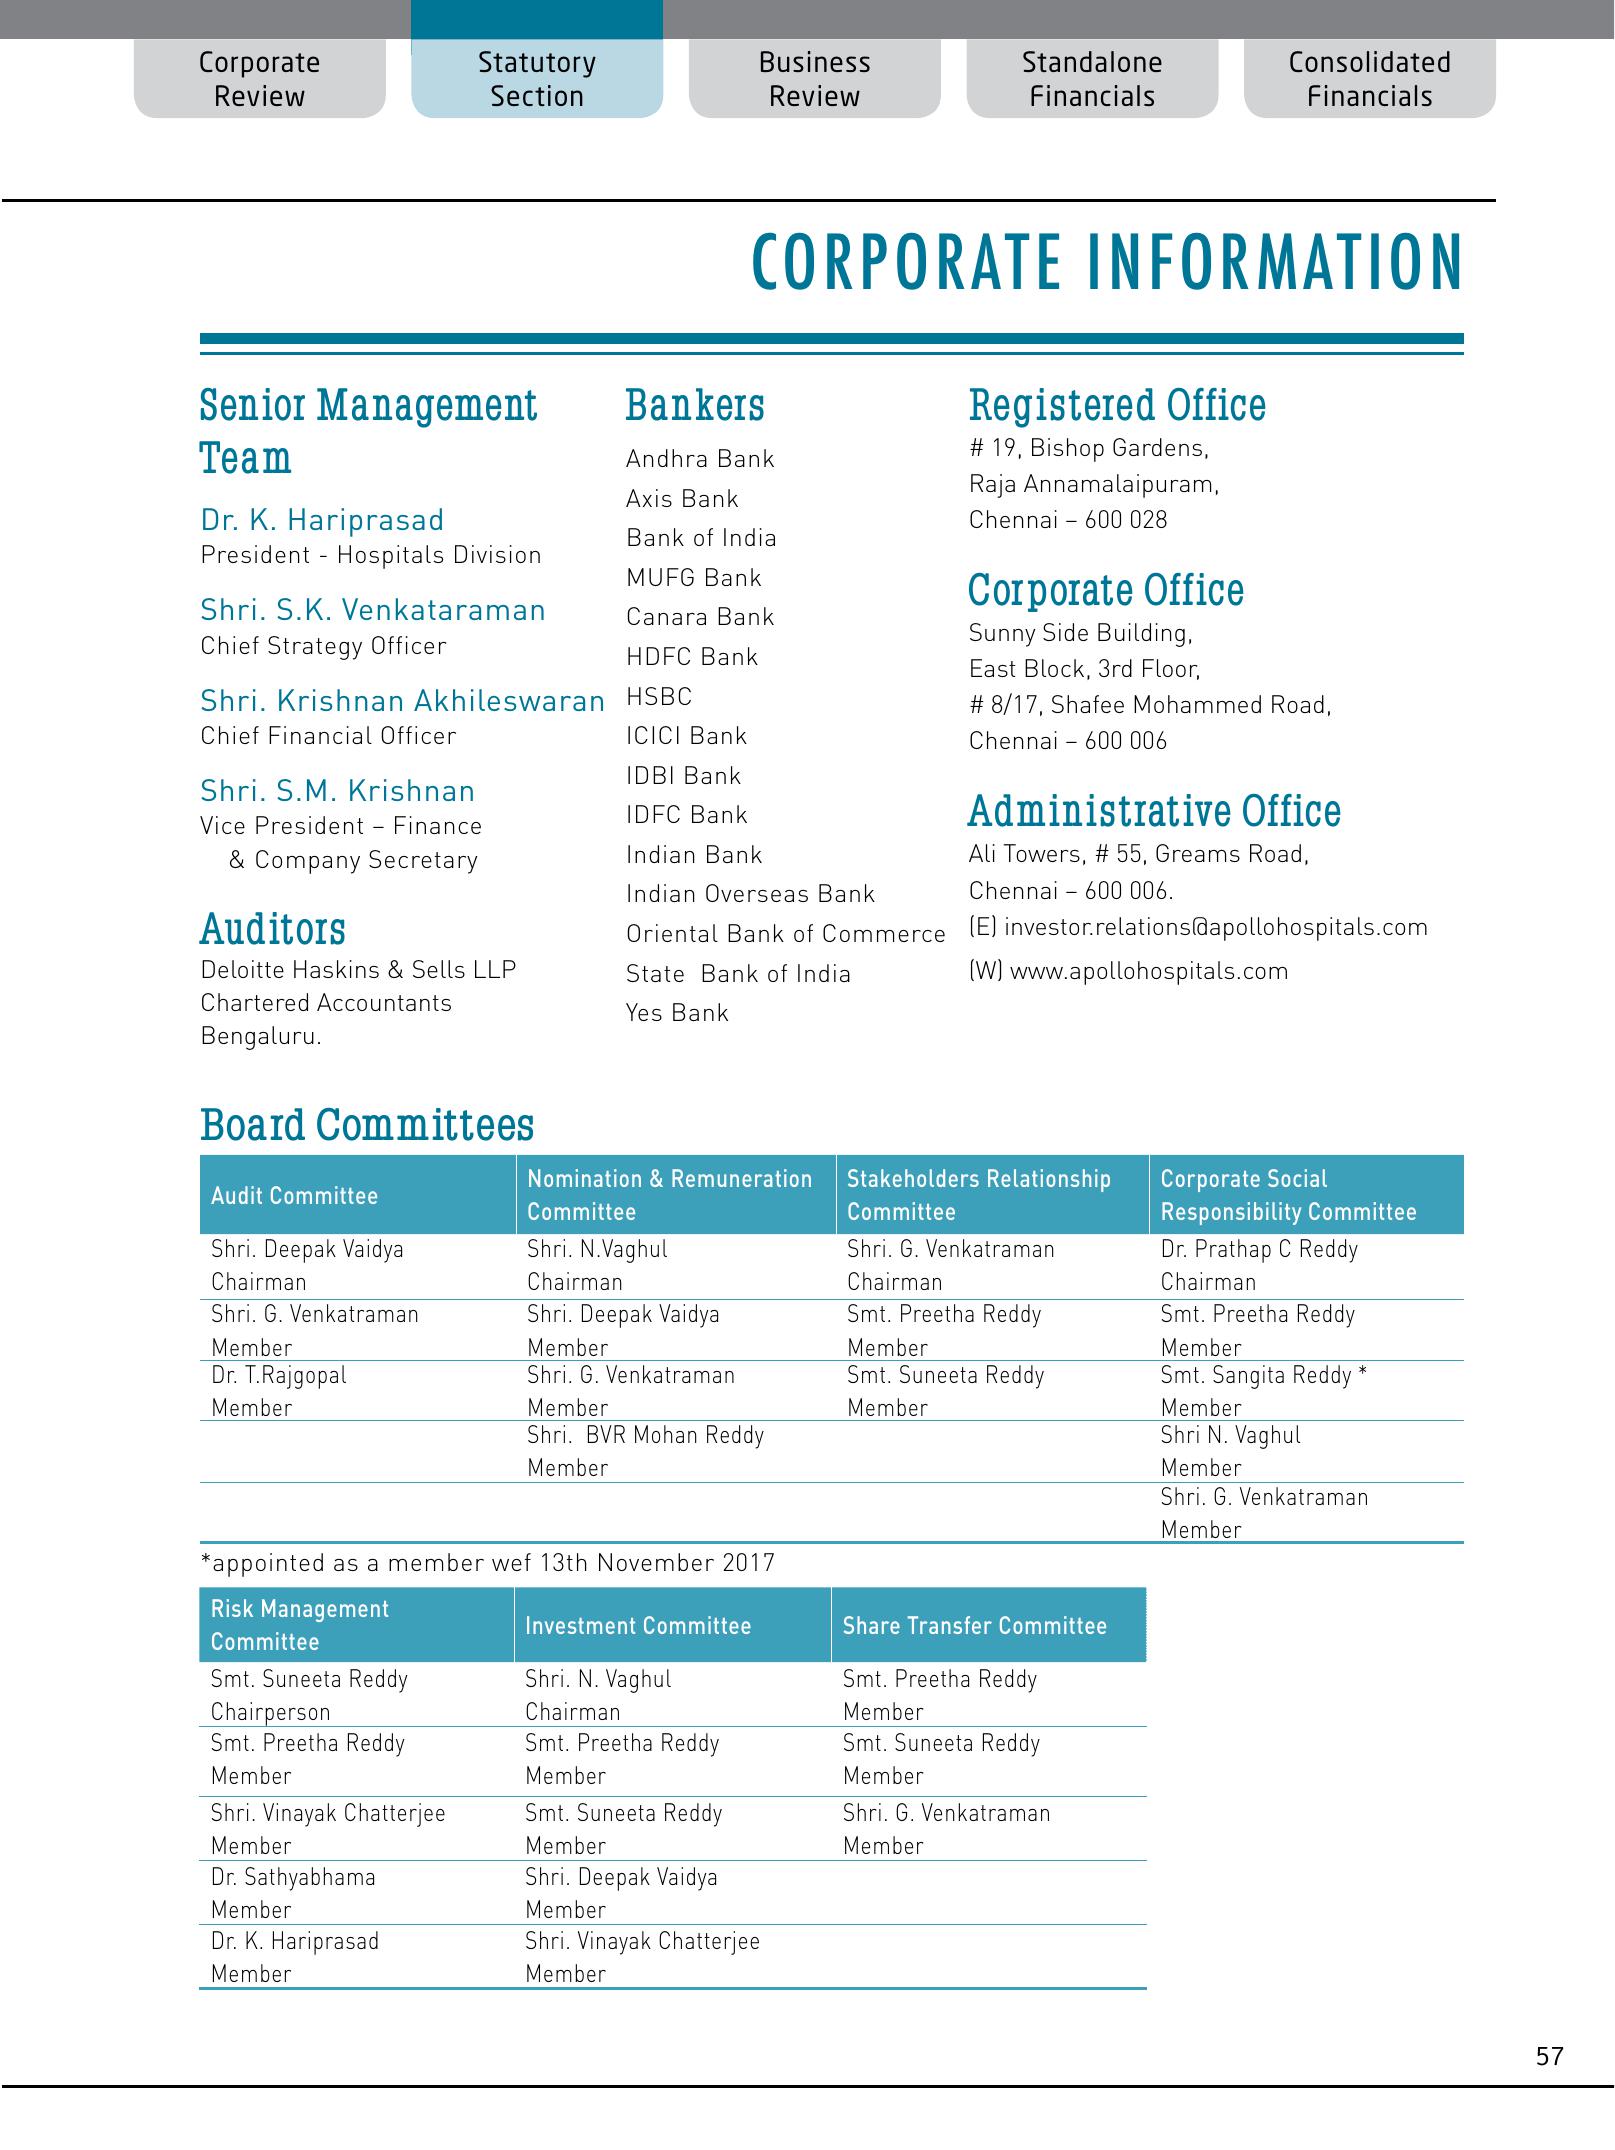 Corporate
Review
Statutory
Section
Business
Review
Standalone
Financials
Consolidated
Financials
CORPORATE INFORMATION
Senior Management
Team
Dr. K. Hariprasad
President - Hospitals Division
Shri. S.K. Venkataraman
Chief Strategy Officer
Shri. Krishnan Akhileswaran
Chief Financial Officer
Shri. S.M. Krishnan
Vice President – Finance
& Company Secretary
Auditors
Deloitte Haskins & Sells LLP
Chartered Accountants
Bengaluru.
Bankers
Andhra Bank
Axis Bank
Bank of India
MUFG Bank
Canara Bank
HDFC Bank
HSBC
ICICI Bank
IDBI Bank
IDFC Bank
Indian Bank
Indian Overseas Bank
Oriental Bank of Commerce
State  Bank of India
Yes Bank
Registered Office
# 19, Bishop Gardens,
Raja Annamalaipuram,
Chennai – 600 028
Corporate Office
Sunny Side Building,
East Block, 3rd Floor,
# 8/17, Shafee Mohammed Road,
Chennai – 600 006
Administrative Office
Ali Towers, # 55, Greams Road,
Chennai – 600 006.
(E) investor.relations@apollohospitals.com
(W) www.apollohospitals.com
Board Committees
Audit Committee
Nomination & Remuneration
Committee
Stakeholders Relationship
Committee
Corporate Social
Responsibility Committee
Shri. Deepak Vaidya
Chairman
Shri. N.Vaghul
Chairman
Shri. G. Venkatraman
Chairman
Dr. Prathap C Reddy
Chairman
Shri. G. Venkatraman
Member
Shri. Deepak Vaidya
Member
Smt. Preetha Reddy
Member
Smt. Preetha Reddy
Member
Dr. T.Rajgopal
Member
Shri. G. Venkatraman
Member
Smt. Suneeta Reddy
Member
Smt. Sangita Reddy *
Member
Shri.  BVR Mohan Reddy
Member
Shri N. Vaghul
Member
Shri. G. Venkatraman
Member
*appointed as a member wef 13th November 2017
Risk Management
Committee
Investment Committee
Share Transfer Committee
Smt. Suneeta Reddy
Chairperson
Shri. N. Vaghul
Chairman
Smt. Preetha Reddy
Member
Smt. Preetha Reddy
Member
Smt. Preetha Reddy
Member
Smt. Suneeta Reddy
Member
Shri. Vinayak Chatterjee
Member
Smt. Suneeta Reddy
Member
Shri. G. Venkatraman
Member
Dr. Sathyabhama
Member
Shri. Deepak Vaidya
Member
Dr. K. Hariprasad
Member
Shri. Vinayak Chatterjee
Member
57